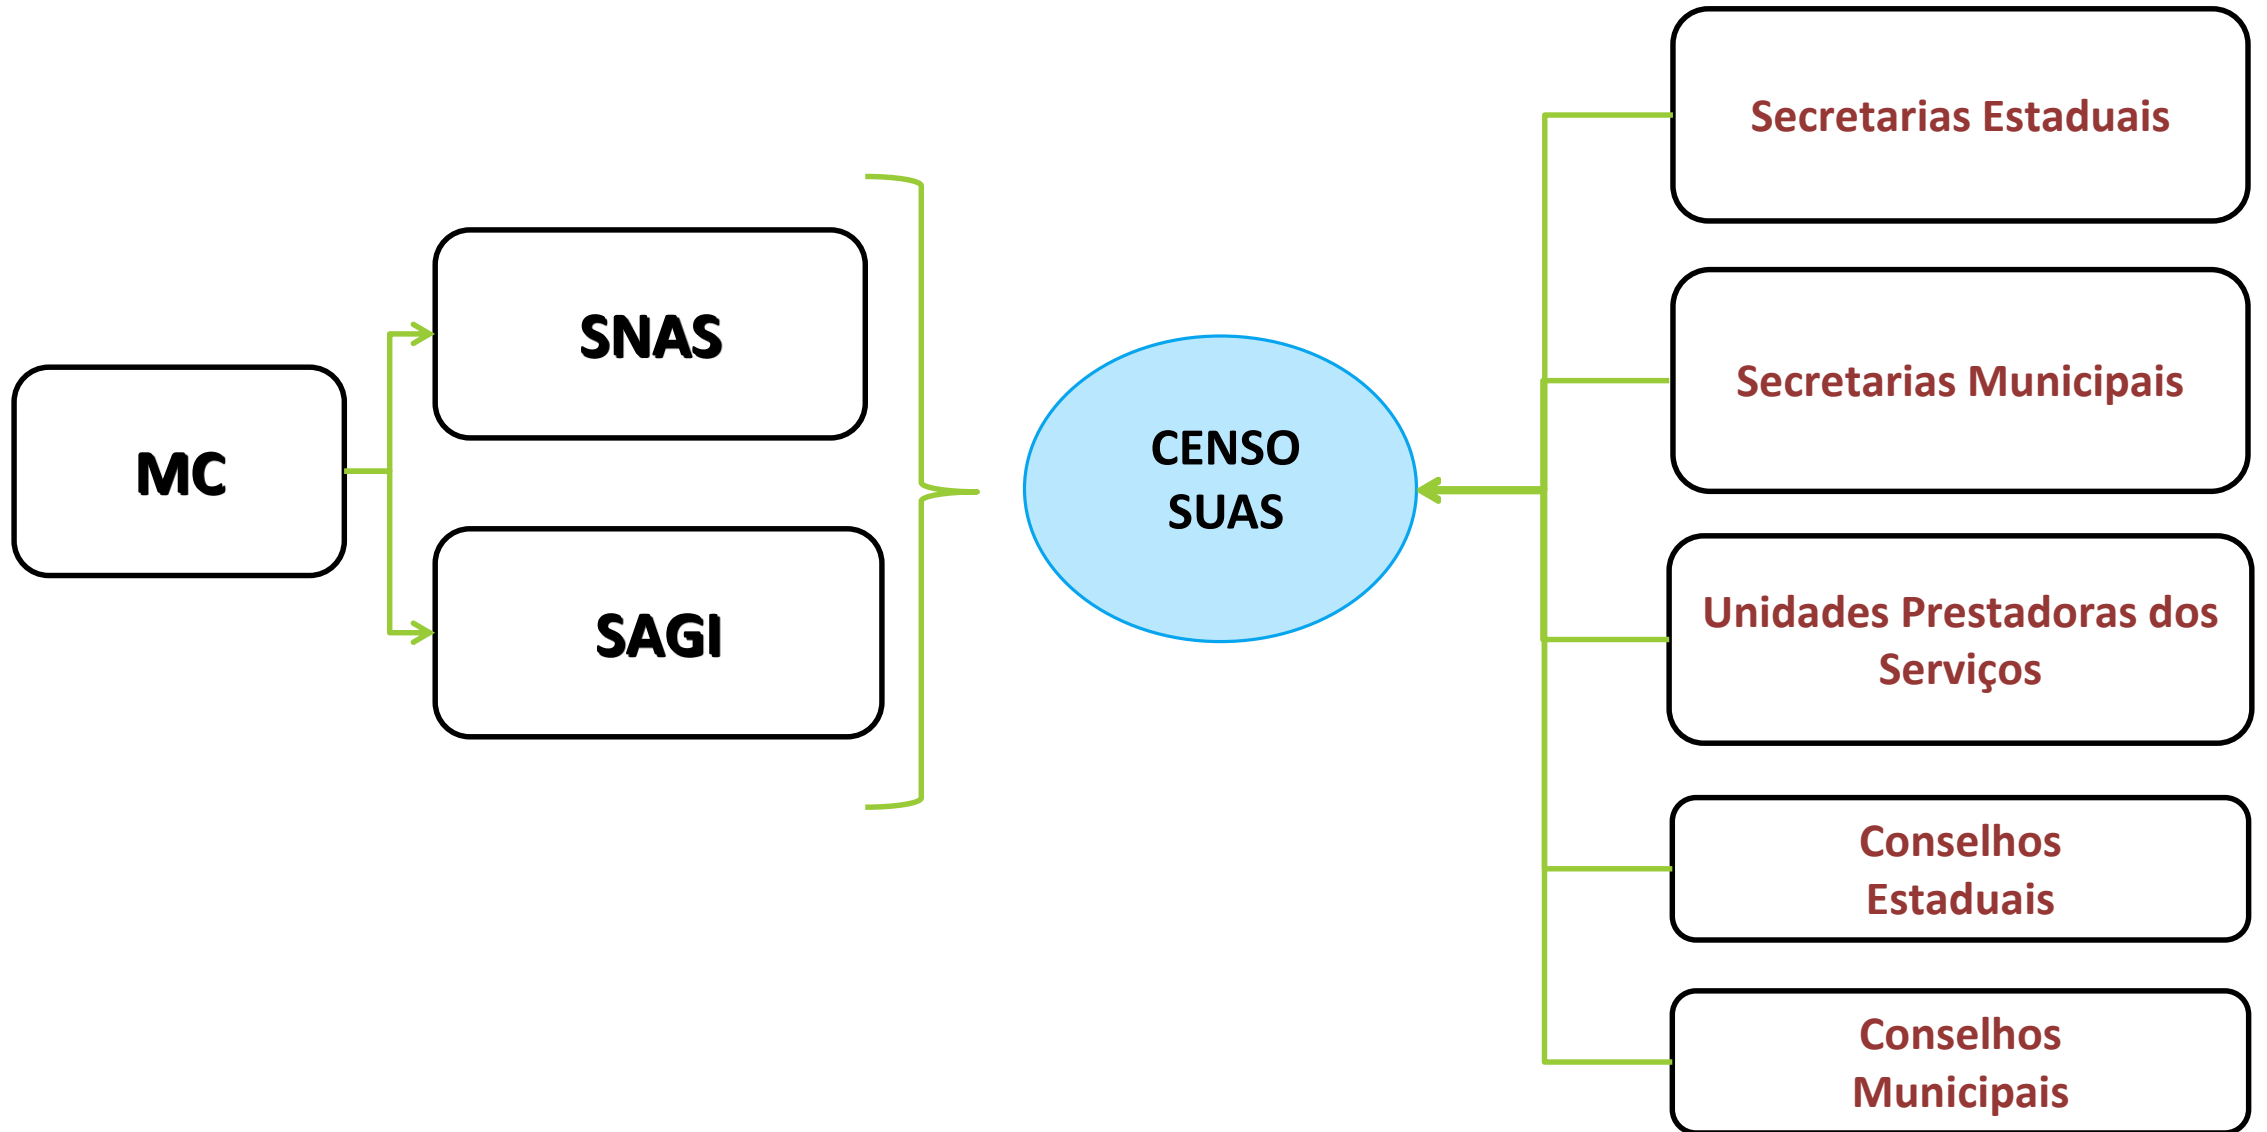 MC
SNAS
SAGI
CENSO
SUAS
Secretarias Estaduais
Secretarias Municipais
Unidades Prestadoras dos
Serviços
Conselhos
Estaduais
Conselhos
Municipais